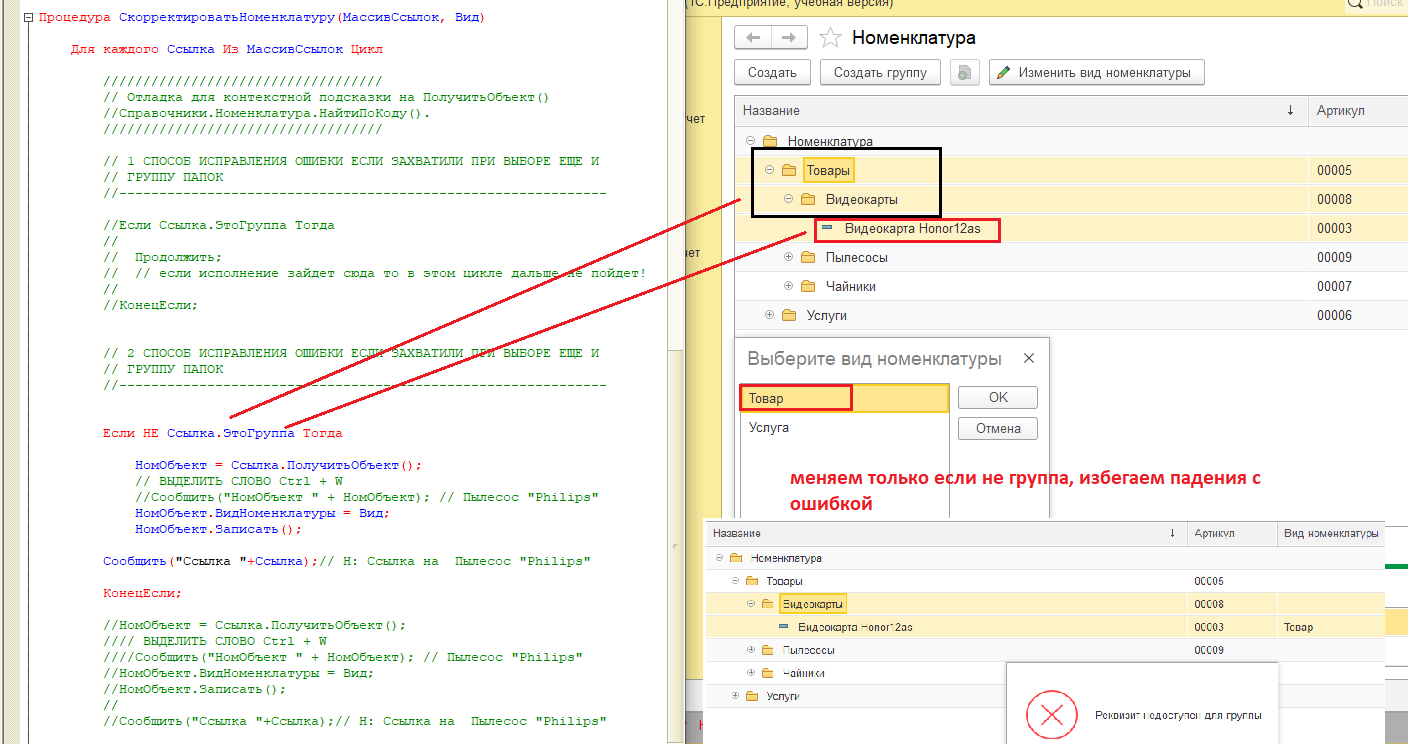 Процедура СкорректироватьНоменклатуру(МассивСсылок, Вид)
Для каждого Ссылка Из МассивСсылок Цикл
///////////////////////////////////
// Отладка для контекстной подсказки на ПолучитьОбъект()
//Справочники.Номенклатура.НайтиПоКоду().
///////////////////////////////////
// 1 СПОСОБ ИСПРАВЛЕНИЯ ОШИБКИ ЕСЛИ ЗАХВАТИЛИ ПРИ ВЫБОРЕ ЕЩЕ И
// ГРУППУ ПАПОК
//-------------------------------------------------------------
//Если Ссылка.ЭтоГруппа Тогда
//
// Продолжить;
// // если исполнение зайдет сюда то в этом цикле дальше не пойдет!
//
//КонецЕсли;
// 2 СПОСОБ ИСПРАВЛЕНИЯ ОШИБКИ ЕСЛИ ЗАХВАТИЛИ ПРИ ВЫБОРЕ ЕЩЕ И
// ГРУППУ ПАПОК
//-------------------------------------------------------------
Если НЕ Ссылка.ЭтоГруппа Тогда
НомОбъект = Ссылка.ПолучитьОбъект();
// ВЫДЕЛИТЬ СЛОВО Ctrl + W
//Сообщить("НомОбъект " + НомОбъект); // Пылесос "Philips"
НомОбъект.ВидНоменклатуры = Вид;
НомОбъект.Записать();
Сообщить("Ссылка "+Ссылка);// Н: Ссылка на  Пылесос "Philips"
КонецЕсли;
//НомОбъект = Ссылка.ПолучитьОбъект();
//// ВЫДЕЛИТЬ СЛОВО Ctrl + W
////Сообщить("НомОбъект " + НомОбъект); // Пылесос "Philips"
//НомОбъект.ВидНоменклатуры = Вид;
//НомОбъект.Записать();
//
//Сообщить("Ссылка "+Ссылка);// Н: Ссылка на  Пылесос "Philips"
(1С:Предприятие, учебная версия)
Поиск
чет
чет
Номенклатура
Создать Создать группу Изменить вид номенклатуры
Название ↓ Артикул
Номенклатура
Товары 00005
Видеокарты 00008
Видеокарта Honor12as 00003
Пылесосы 00009
Чайники 00007
Услуги 00006
Выберите вид номенклатуры ×
Товар OK
Услуга Отмена
меняем только если не группа, избегаем падения с
ошибкой
Название ↓ Артикул Вид номенклатуры
Номенклатура
Товары 00005
Видеокарты 00008
Видеокарта Honor12as 00003 Товар
Пылесосы 00009
Чайники
Услуги
Реквизит недоступен для группы